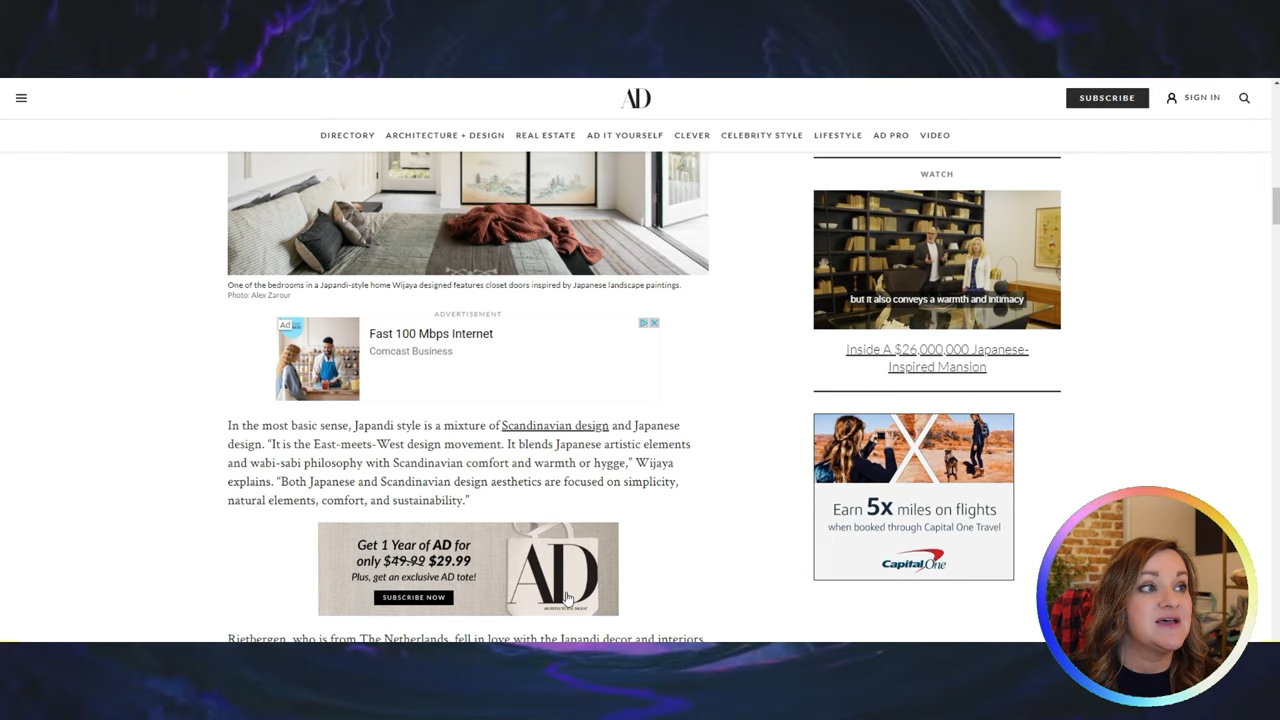 AD
SUBSCRIBE
SIGN IN
DIRECTORY ARCHITECTURE + DESIGN REAL ESTATE AD IT YOURSELF CLEVER CELEBRITY STYLE LIFESTYLE AD PRO VIDEO
One of the bedrooms in a Japandi-style home Wijaya designed features closet doors inspired by Japanese landscape paintings.
Photo: Alex Zarour
ADVERTISEMENT
Ad
Fast 100 Mbps Internet
Comcast Business
In the most basic sense, Japandi style is a mixture of Scandinavian design and Japanese
design. “It is the East-meets-West design movement. It blends Japanese artistic elements
and wabi-sabi philosophy with Scandinavian comfort and warmth or hygge,” Wijaya
explains. “Both Japanese and Scandinavian design aesthetics are focused on simplicity,
natural elements, comfort, and sustainability.”
Get 1 Year of AD for
only $49.99 $29.99
Plus, get an exclusive AD tote!
SUBSCRIBE NOW
AD
ARCHITECTURAL DIGEST
Rietbergen, who is from The Netherlands, fell in love with the Japandi decor and interiors
WATCH
but it also conveys a warmth and intimacy
Inside A $26,000,000 Japanese-
Inspired Mansion
Earn 5x miles on flights
when booked through Capital One Travel
Capital One